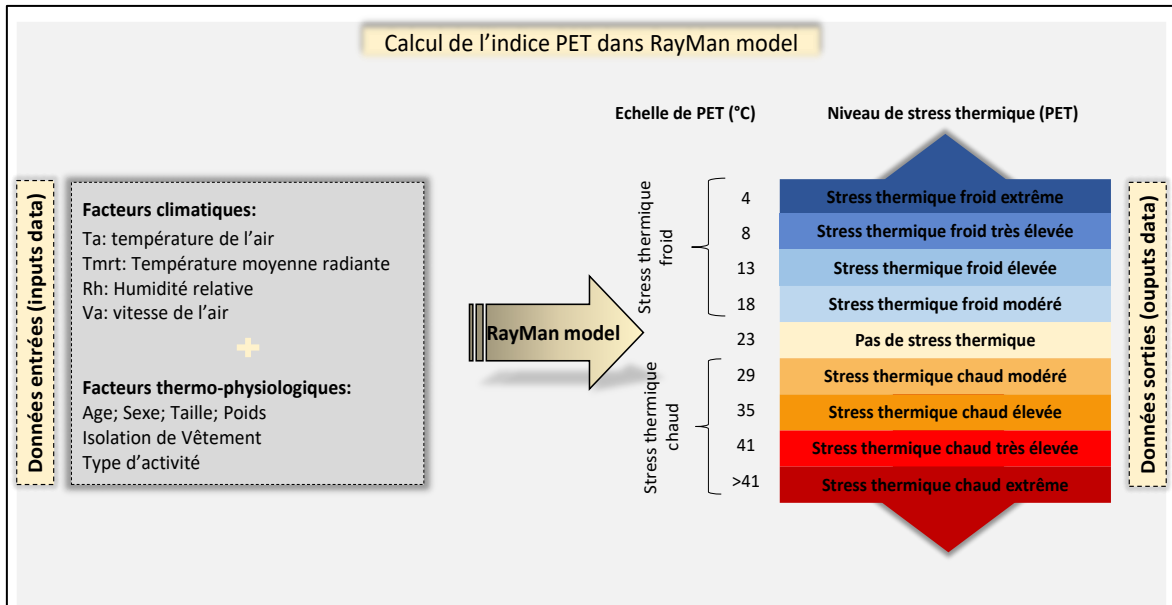 Calcul de l'indice PET dans RayMan model
Données entrés (inputs data)
Facteurs climatiques:
Ta: température de l'air
Tmrt: Température moyenne radiante
Rh: Humidité relative
Va: vitesse de l'air
+
Facteurs thermo-physiologiques:
Age; Sexe; Taille; Poids
Isolation de Vêtement
Type d'activité
RayMan model
Echelle de PET (°C)
Niveau de stress thermique (PET)
Stress thermique
froid
4 Stress thermique froid extrême
8 Stress thermique froid très élevée
13 Stress thermique froid élevée
18 Stress thermique froid modéré
23 Pas de stress thermique
Stress thermique
chaud
29 Stress thermique chaud modéré
35 Stress thermique chaud élevée
41 Stress thermique chaud très élevée
>41 Stress thermique chaud extrême
Données sorties (ouputs data)